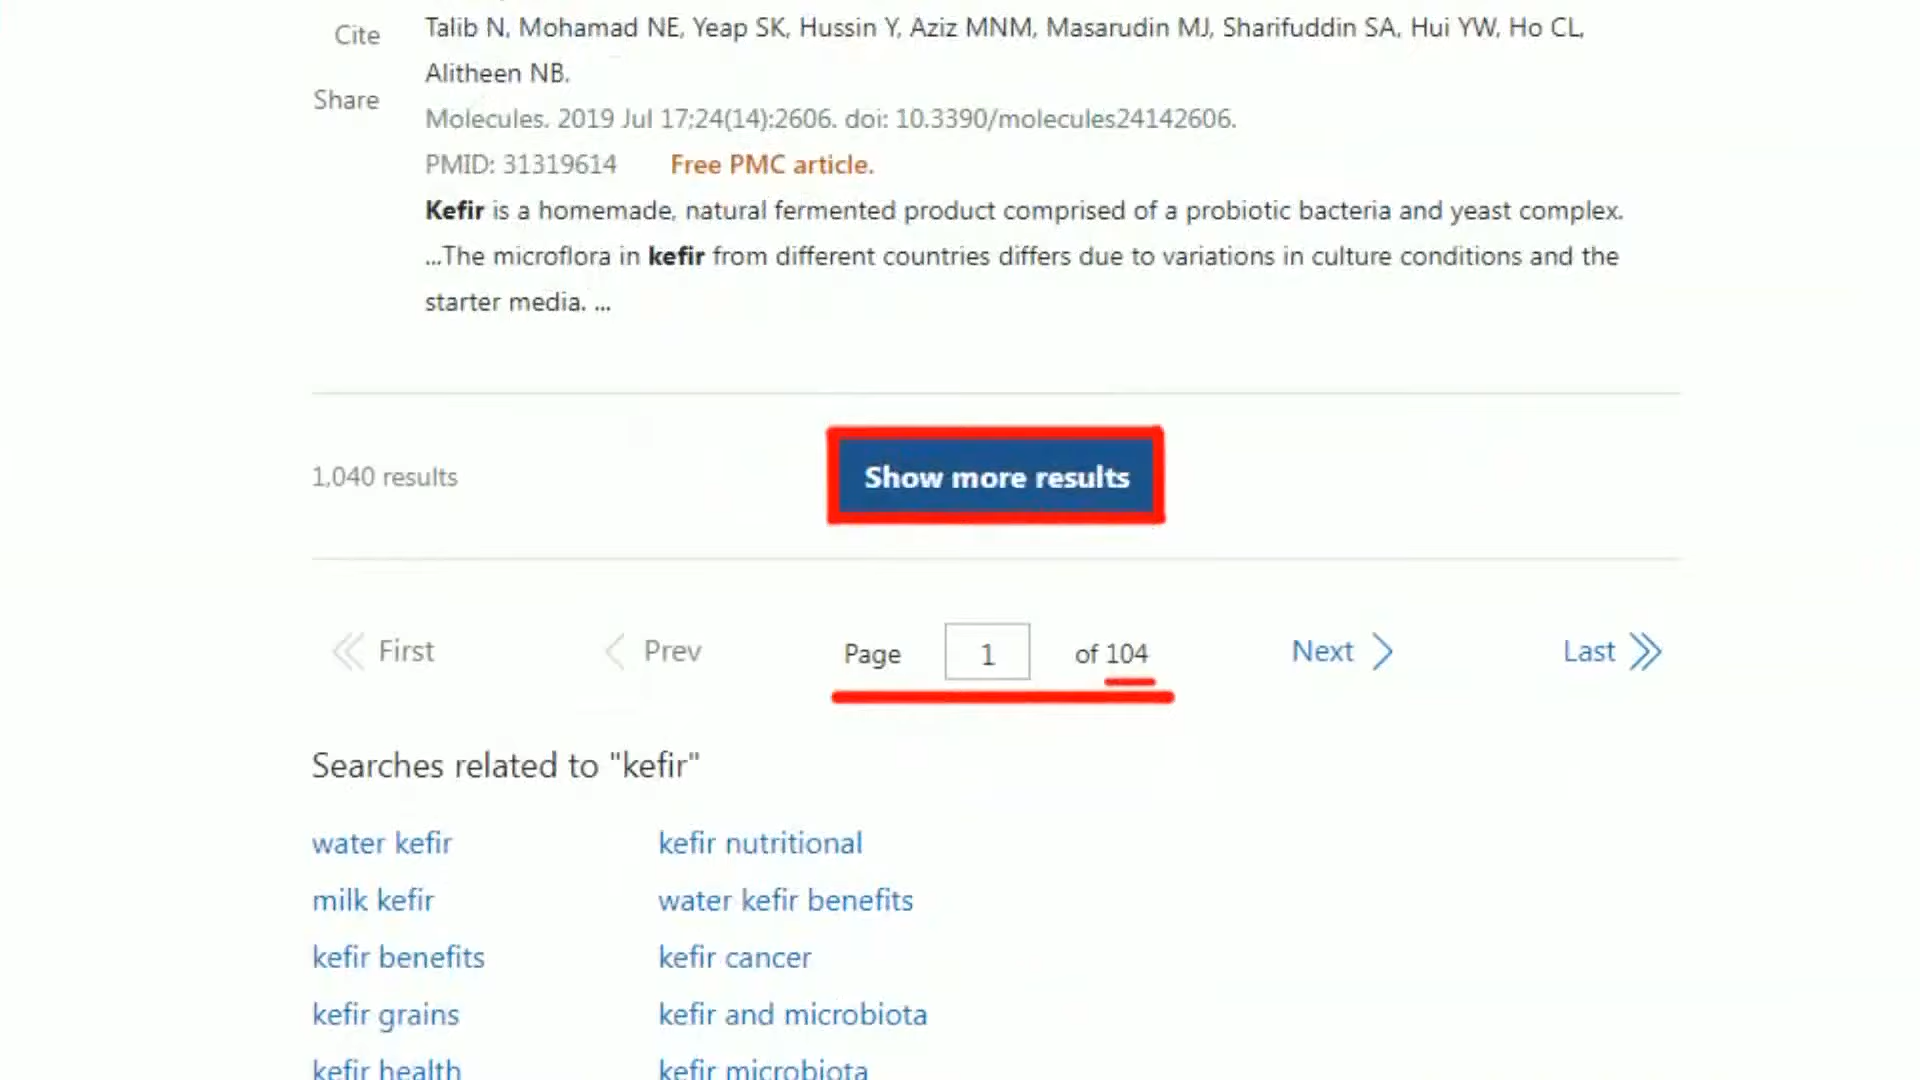 Cite
Talib N, Mohamad NE, Yeap SK, Hussin Y, Aziz MNM, Masarudin MJ, Sharifuddin SA, Hui YW, Ho CL,
Alitheen NB.
Share
Molecules. 2019 Jul 17;24(14):2606. doi: 10.3390/molecules24142606.
PMID: 31319614 Free PMC article.
Kefir is a homemade, natural fermented product comprised of a probiotic bacteria and yeast complex.
...The microflora in kefir from different countries differs due to variations in culture conditions and the
starter media. ...
1,040 results
Show more results
First Prev Page 1 of 104 Next Last
Searches related to "kefir"
water kefir kefir nutritional
milk kefir water kefir benefits
kefir benefits kefir cancer
kefir grains kefir and microbiota
kefir health kefir microbiota